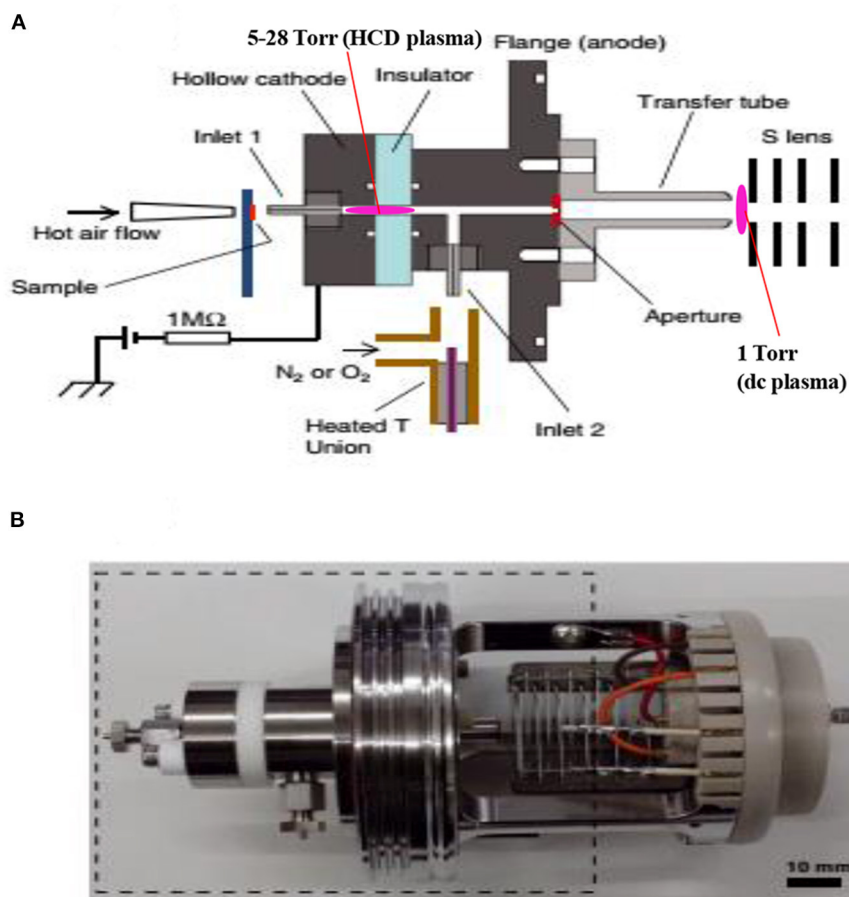 A
5-28 Torr (HCD plasma)
Flange (anode)
Hollow cathode
Insulator
Transfer tube
Inlet 1
S lens
Hot air flow
Sample
Aperture
1MΩ
1 Torr
(dc plasma)
N₂ or O₂
Heated T
Union
Inlet 2
B
10 mm